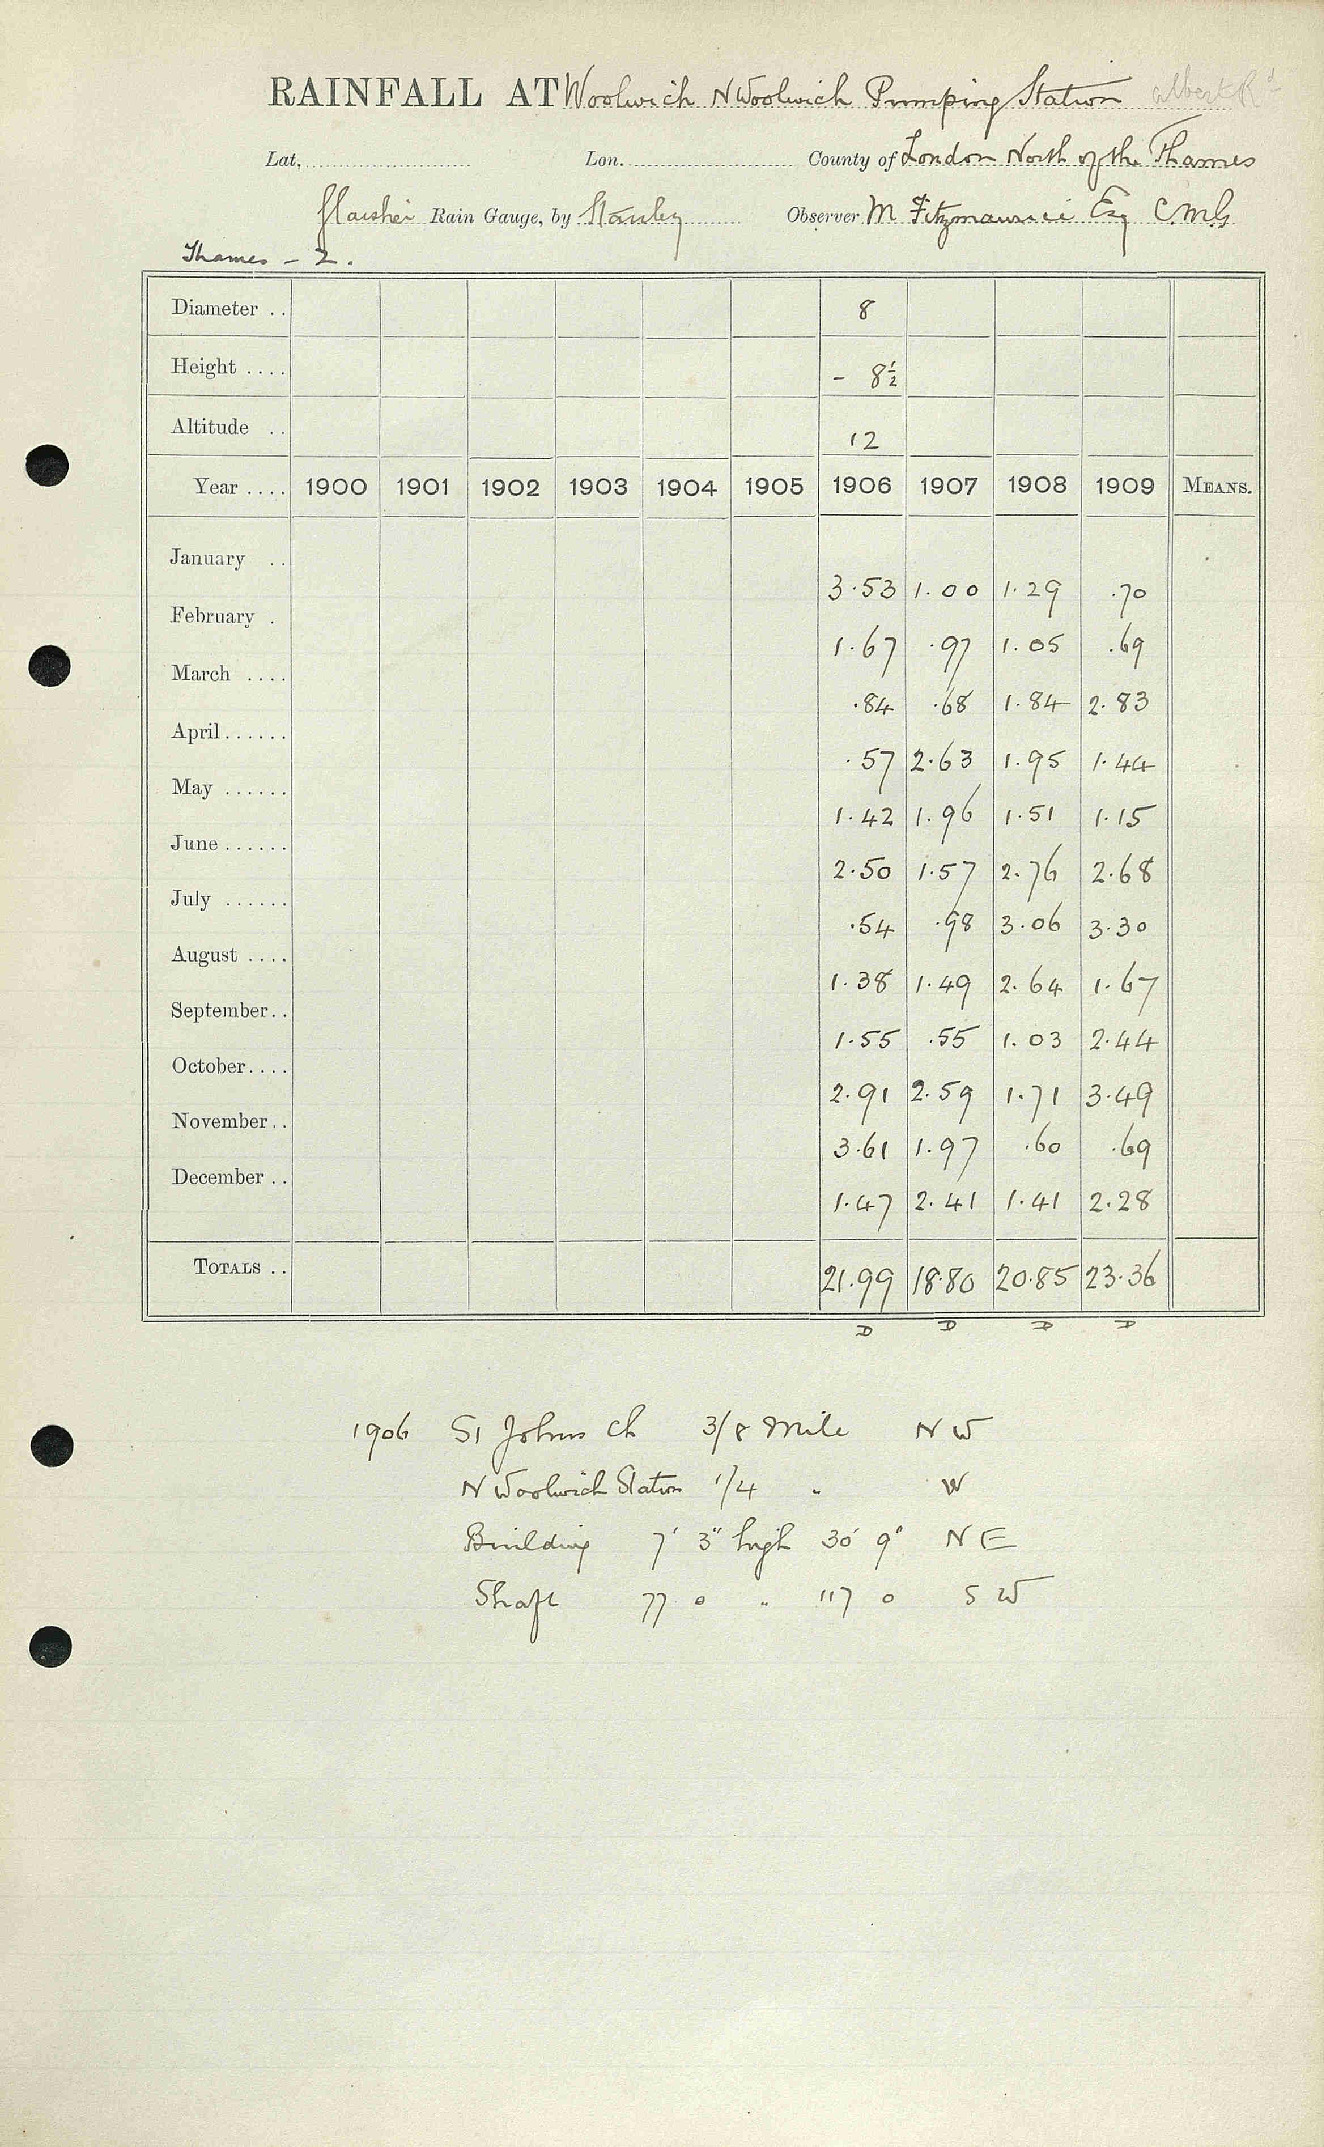 RAINFALL AT Woolwich N Woolwich Pumping Station Albert Rd
Lat. Lon. County of London North of the Thames
Glaisher Rain Gauge, by Stanley Observer M Fitzmaurice Esq C.M.G
Thames - 2.
Diameter .. 8
Height .... - 8½
Altitude .. 12
Year .... 1900 1901 1902 1903 1904 1905 1906 1907 1908 1909 MEANS.
January .. 3.53 1.00 1.29 .70
February . 1.67 .97 1.05 .69
March .... .84 .68 1.84 2.83
April ...... .57 2.63 1.95 1.44
May ...... 1.42 1.96 1.51 1.15
June ...... 2.50 1.57 2.76 2.68
July ...... .54 .98 3.06 3.30
August .... 1.38 1.49 2.64 1.67
September.. 1.55 .55 1.03 2.44
October.... 2.91 2.59 1.71 3.49
November.. 3.61 1.97 .60 .69
December .. 1.47 2.41 1.41 2.28
TOTALS .. 21.99 18.80 20.85 23.36
D D D D
1906 St Johns Ch 3/8 Mile NW
N Woolwich Station 1/4 " W
Building 7' 3" high 30' 9" NE
Shaft 77 0 " 117 0 SW